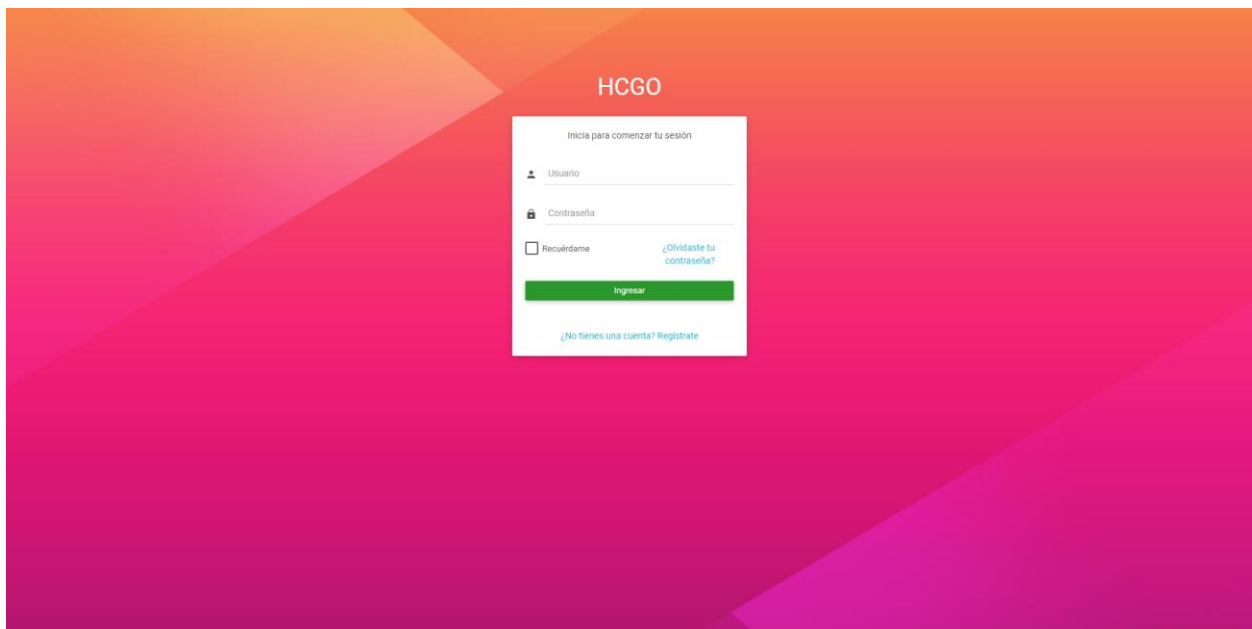 HCGO
Inicia para comenzar tu sesión
Usuario
Contraseña
Recuérdame
¿Olvidaste tu
contraseña?
Ingresar
¿No tienes una cuenta? Regístrate